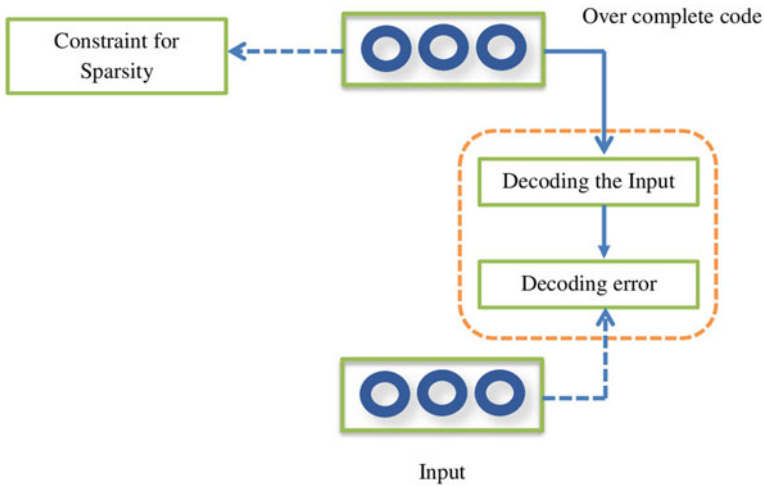 Over complete code
Constraint for
Sparsity
Decoding the Input
Decoding error
Input